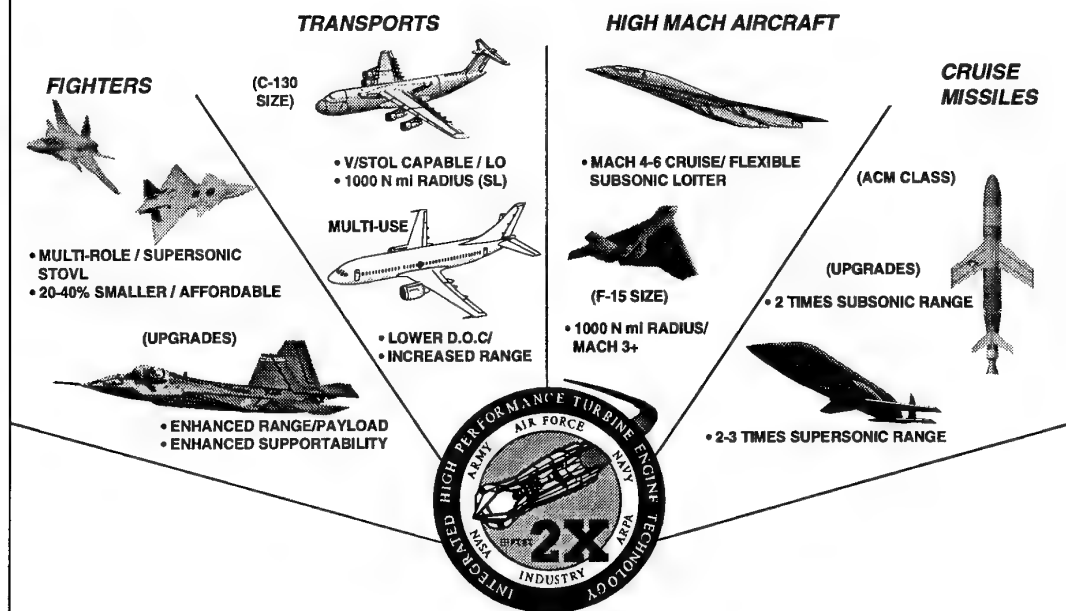 FIGHTERS
• MULTI-ROLE / SUPERSONIC
STOVL
• 20-40% SMALLER / AFFORDABLE
(UPGRADES)
• ENHANCED RANGE/PAYLOAD
• ENHANCED SUPPORTABILITY
TRANSPORTS
(C-130
SIZE)
• V/STOL CAPABLE / LO
• 1000 N mi RADIUS (SL)
MULTI-USE
• LOWER D.O.C/
• INCREASED RANGE
HIGH MACH AIRCRAFT
• MACH 4-6 CRUISE/ FLEXIBLE
SUBSONIC LOITER
(F-15 SIZE)
• 1000 N mi RADIUS/
MACH 3+
CRUISE
MISSILES
(ACM CLASS)
(UPGRADES)
• 2 TIMES SUBSONIC RANGE
• 2-3 TIMES SUPERSONIC RANGE
INTEGRATED HIGH PERFORMANCE TURBINE ENGINE TECHNOLOGY
ARMY
AIR FORCE
NAVY
NASA
INDUSTRY
ARPA
2X